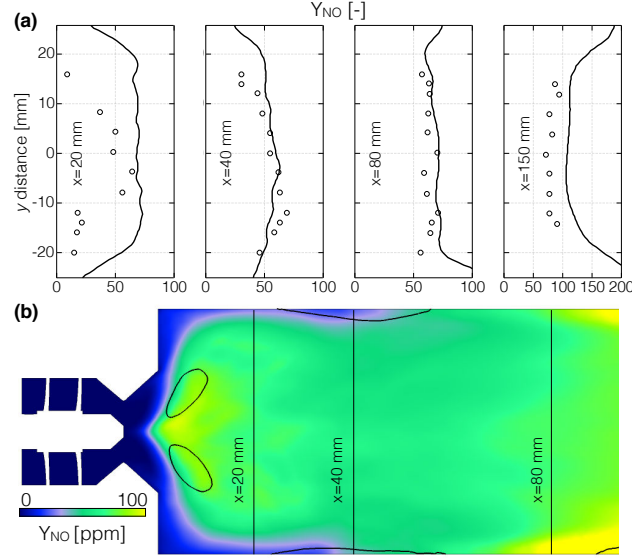 Y_NO [-]
(a)
20
10
0
-10
-20
y distance [mm]
x=20 mm
x=40 mm
x=80 mm
x=150 mm
0 50 100
0 50 100
0 50 100
0 50 100 150 200
(b)
x=20 mm
x=40 mm
x=80 mm
0 100
Y_NO [ppm]